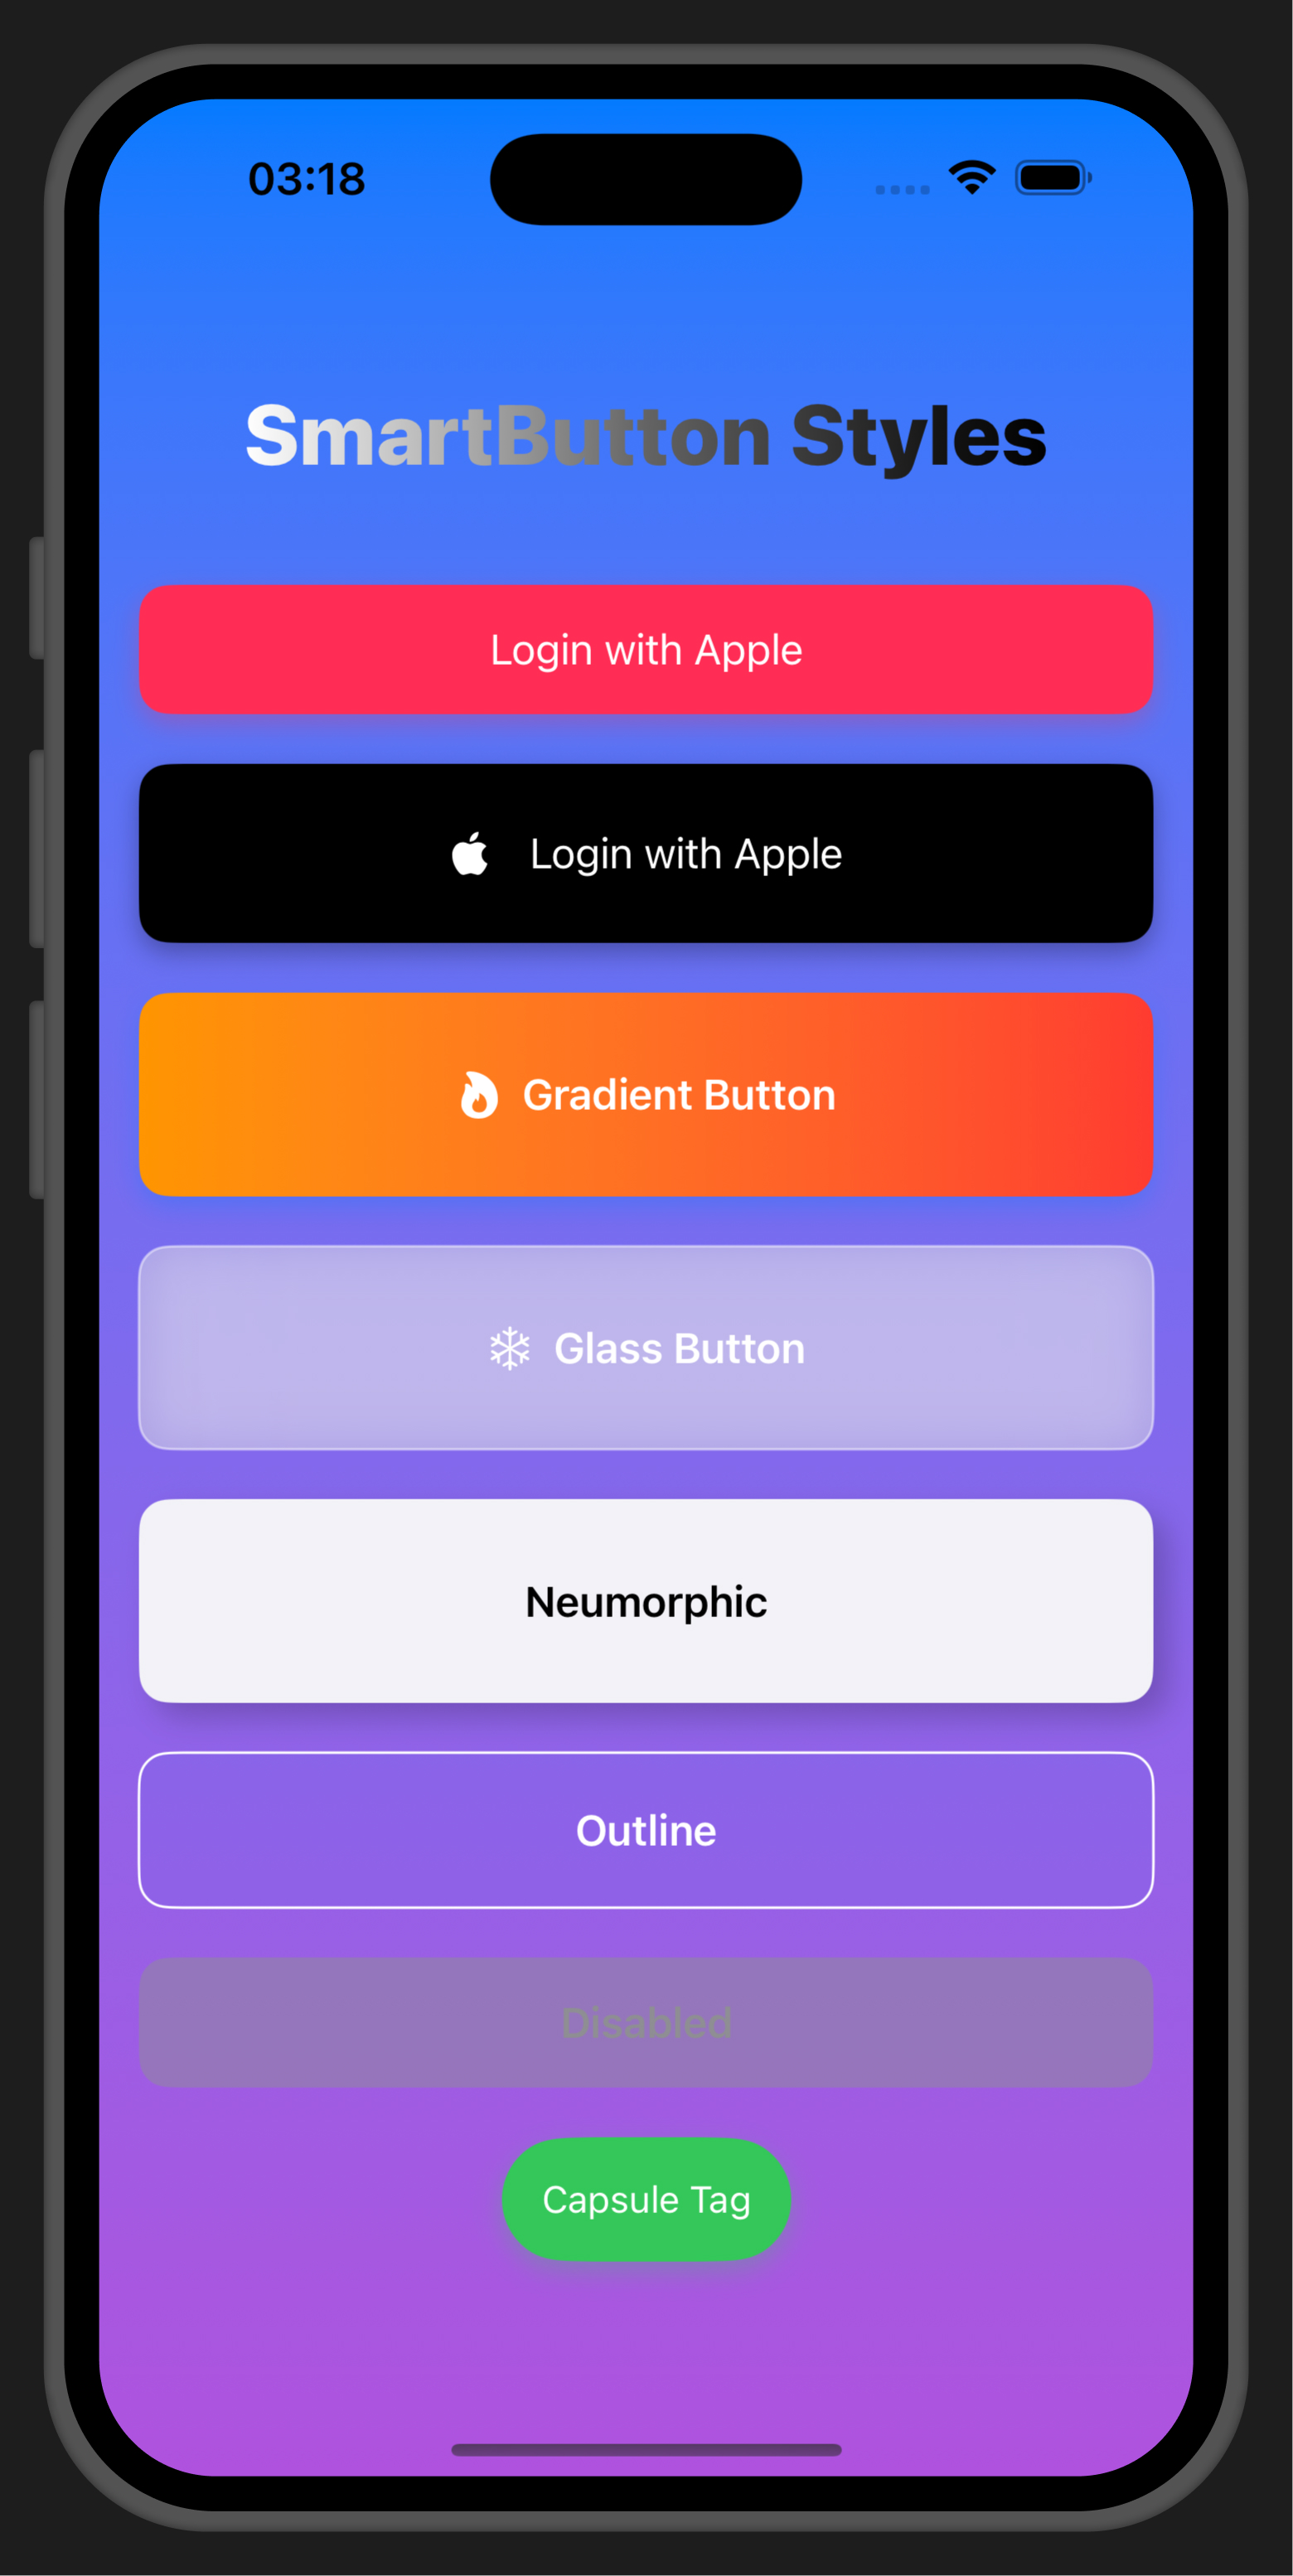 03:18
SmartButton Styles
Login with Apple
Login with Apple
Gradient Button
Glass Button
Neumorphic
Outline
Disabled
Capsule Tag